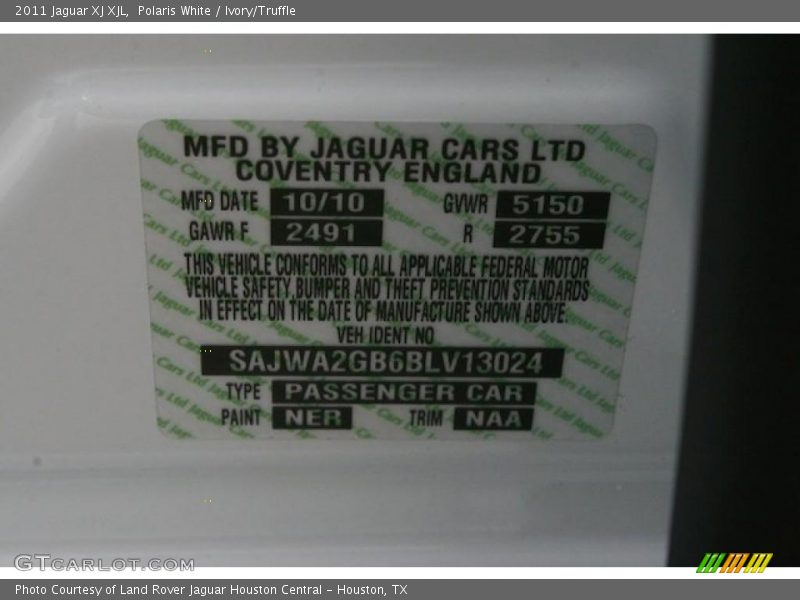 2011 Jaguar XJ XJL,  Polaris White / Ivory/Truffle
MFD BY JAGUAR CARS LTD
COVENTRY ENGLAND
MFD DATE 10/10 GVWR 5150
GAWR F 2491 R 2755
THIS VEHICLE CONFORMS TO ALL APPLICABLE FEDERAL MOTOR
VEHICLE SAFETY, BUMPER AND THEFT PREVENTION STANDARDS
IN EFFECT ON THE DATE OF MANUFACTURE SHOWN ABOVE.
VEH IDENT NO
SAJWA2GB6BLV13024
TYPE PASSENGER CAR
PAINT NER TRIM NAA
GTCARLOT.COM
Photo Courtesy of Land Rover Jaguar Houston Central - Houston, TX